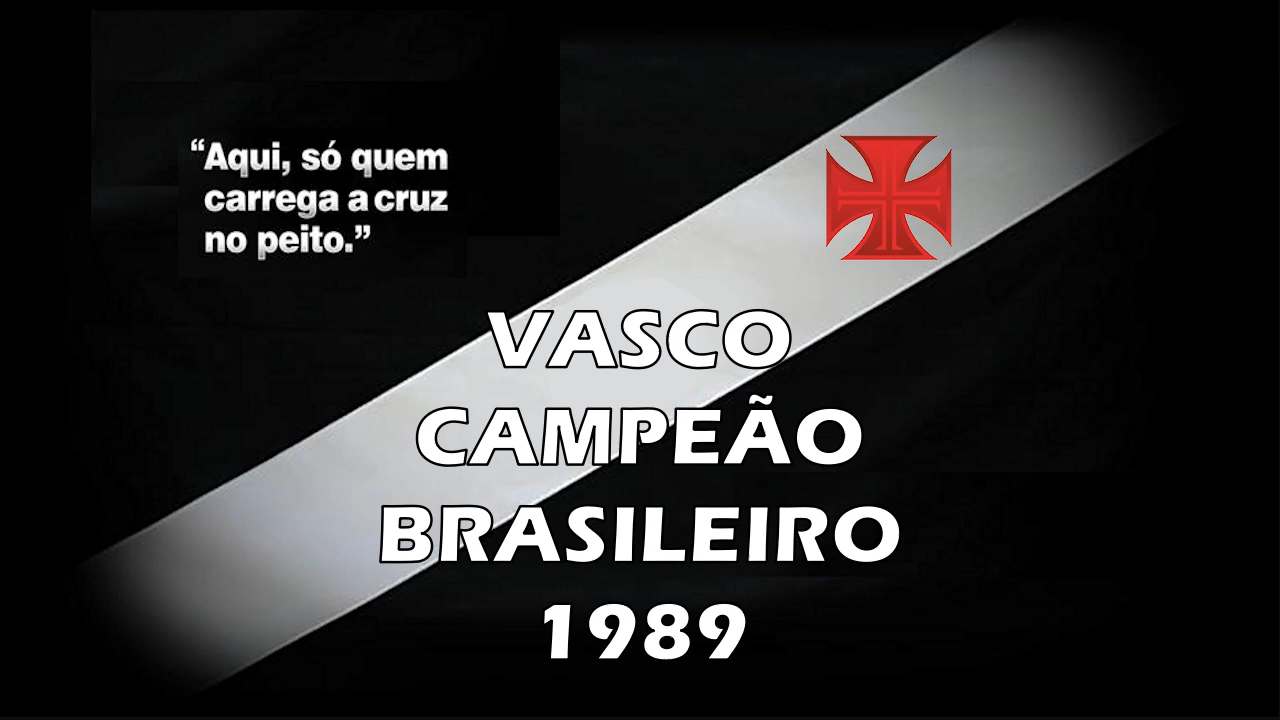 “Aqui, só quem
carrega a cruz
no peito.”
VASCO
CAMPEÃO
BRASILEIRO
1989